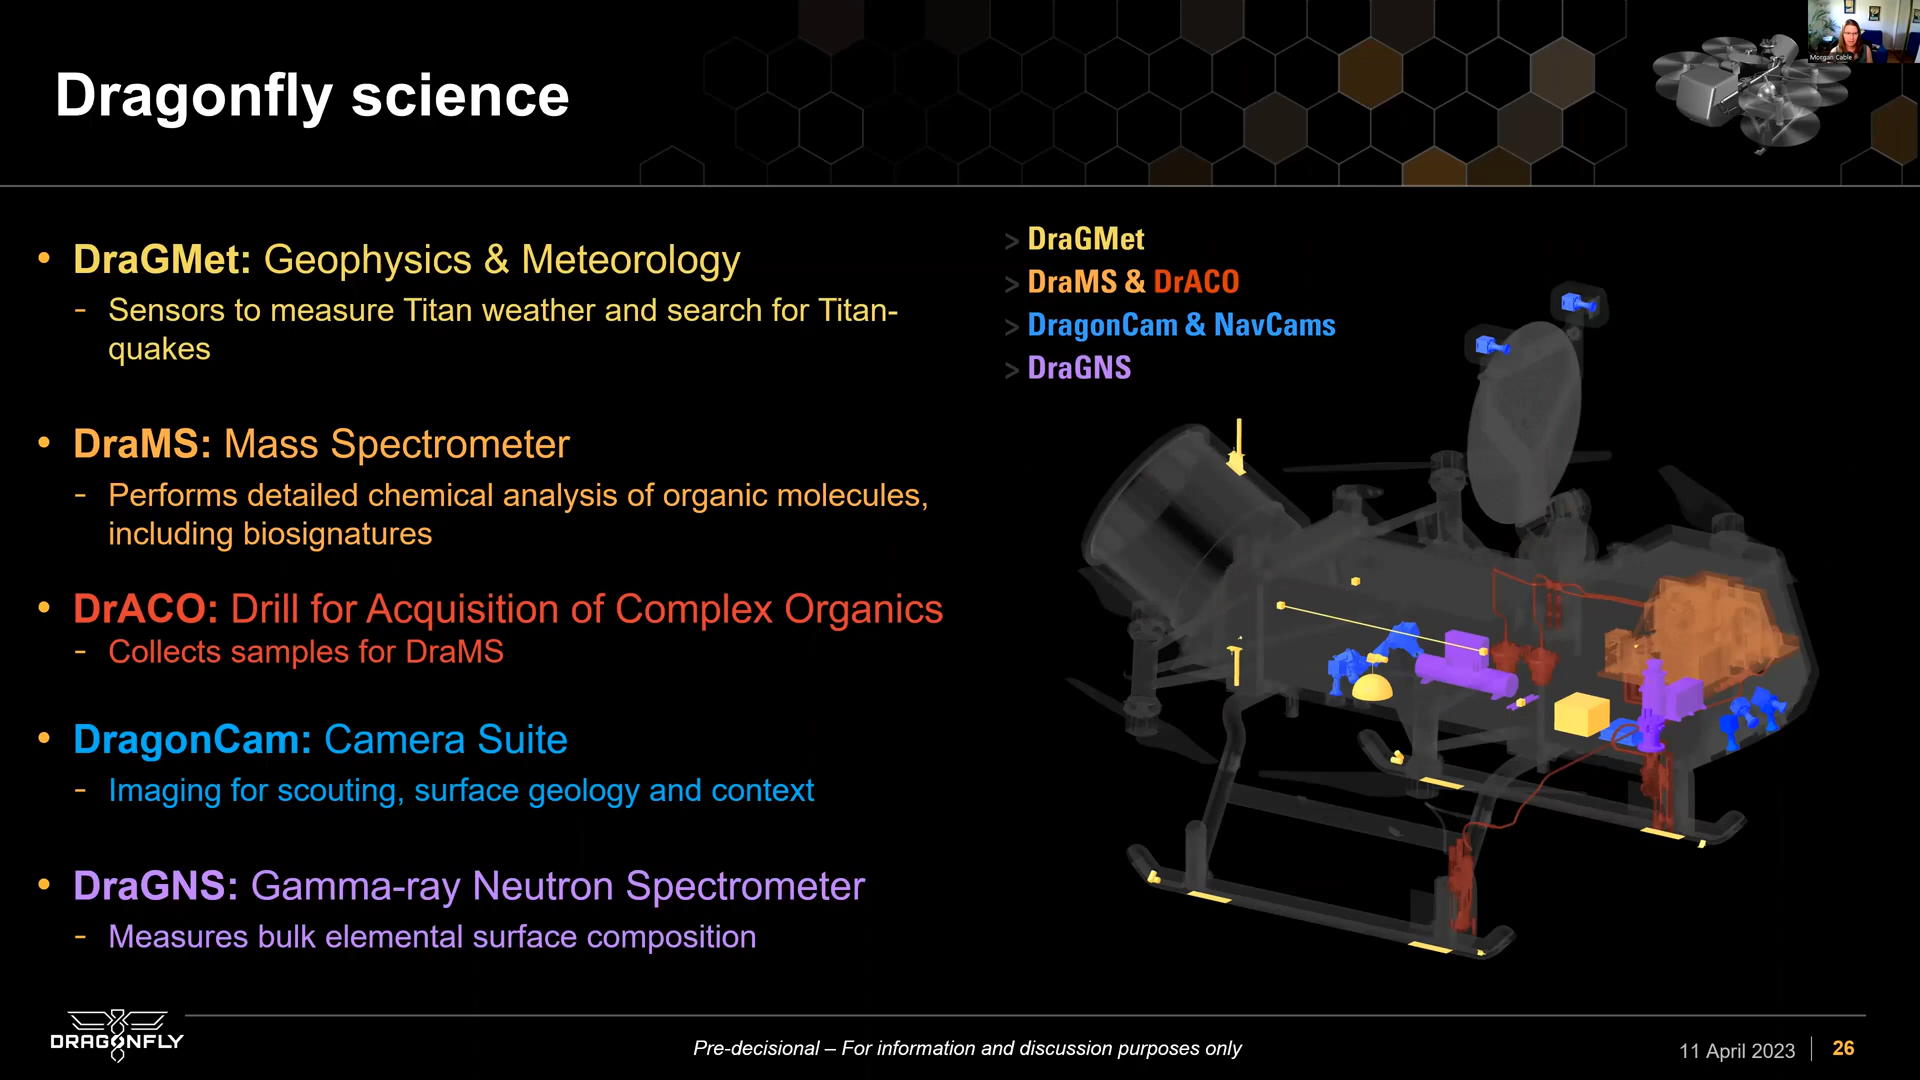 Morgan Cable
Dragonfly science
• DraGMet: Geophysics & Meteorology
- Sensors to measure Titan weather and search for Titan-
quakes
• DraMS: Mass Spectrometer
- Performs detailed chemical analysis of organic molecules,
including biosignatures
• DrACO: Drill for Acquisition of Complex Organics
- Collects samples for DraMS
• DragonCam: Camera Suite
- Imaging for scouting, surface geology and context
• DraGNS: Gamma-ray Neutron Spectrometer
- Measures bulk elemental surface composition
> DraGMet
> DraMS & DrACO
> DragonCam & NavCams
> DraGNS
DRAGONFLY
Pre-decisional – For information and discussion purposes only
11 April 2023 | 26